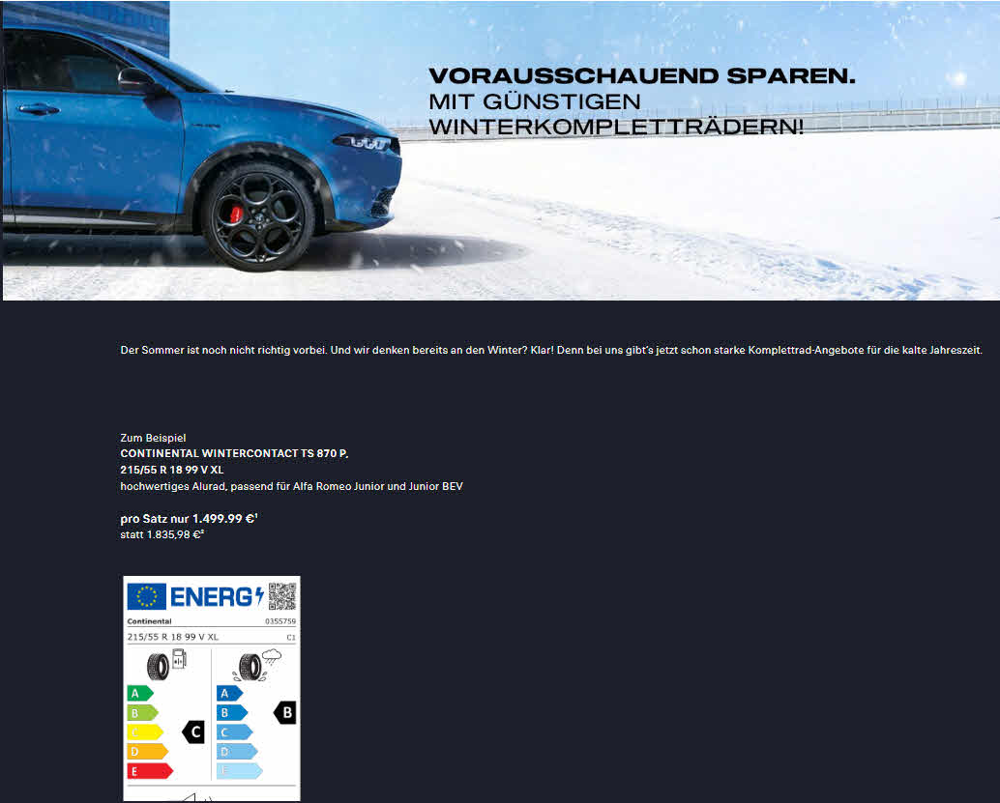 VORAUSSCHAUEND SPAREN.
MIT GÜNSTIGEN
WINTERKOMPLETTRÄDERN!
Der Sommer ist noch nicht richtig vorbei. Und wir denken bereits an den Winter? Klar! Denn bei uns gibt's jetzt schon starke Komplettrad-Angebote für die kalte Jahreszeit.
Zum Beispiel
CONTINENTAL WINTERCONTACT TS 870 P,
215/55 R 18 99 V XL
hochwertiges Alurad, passend für Alfa Romeo Junior und Junior BEV
pro Satz nur 1.499.99 €¹
statt 1.835,98 €²
ENERG
Continental 0355759
215/55 R 18 99 V XL C1
A A
B B B
C C C
D D
E E